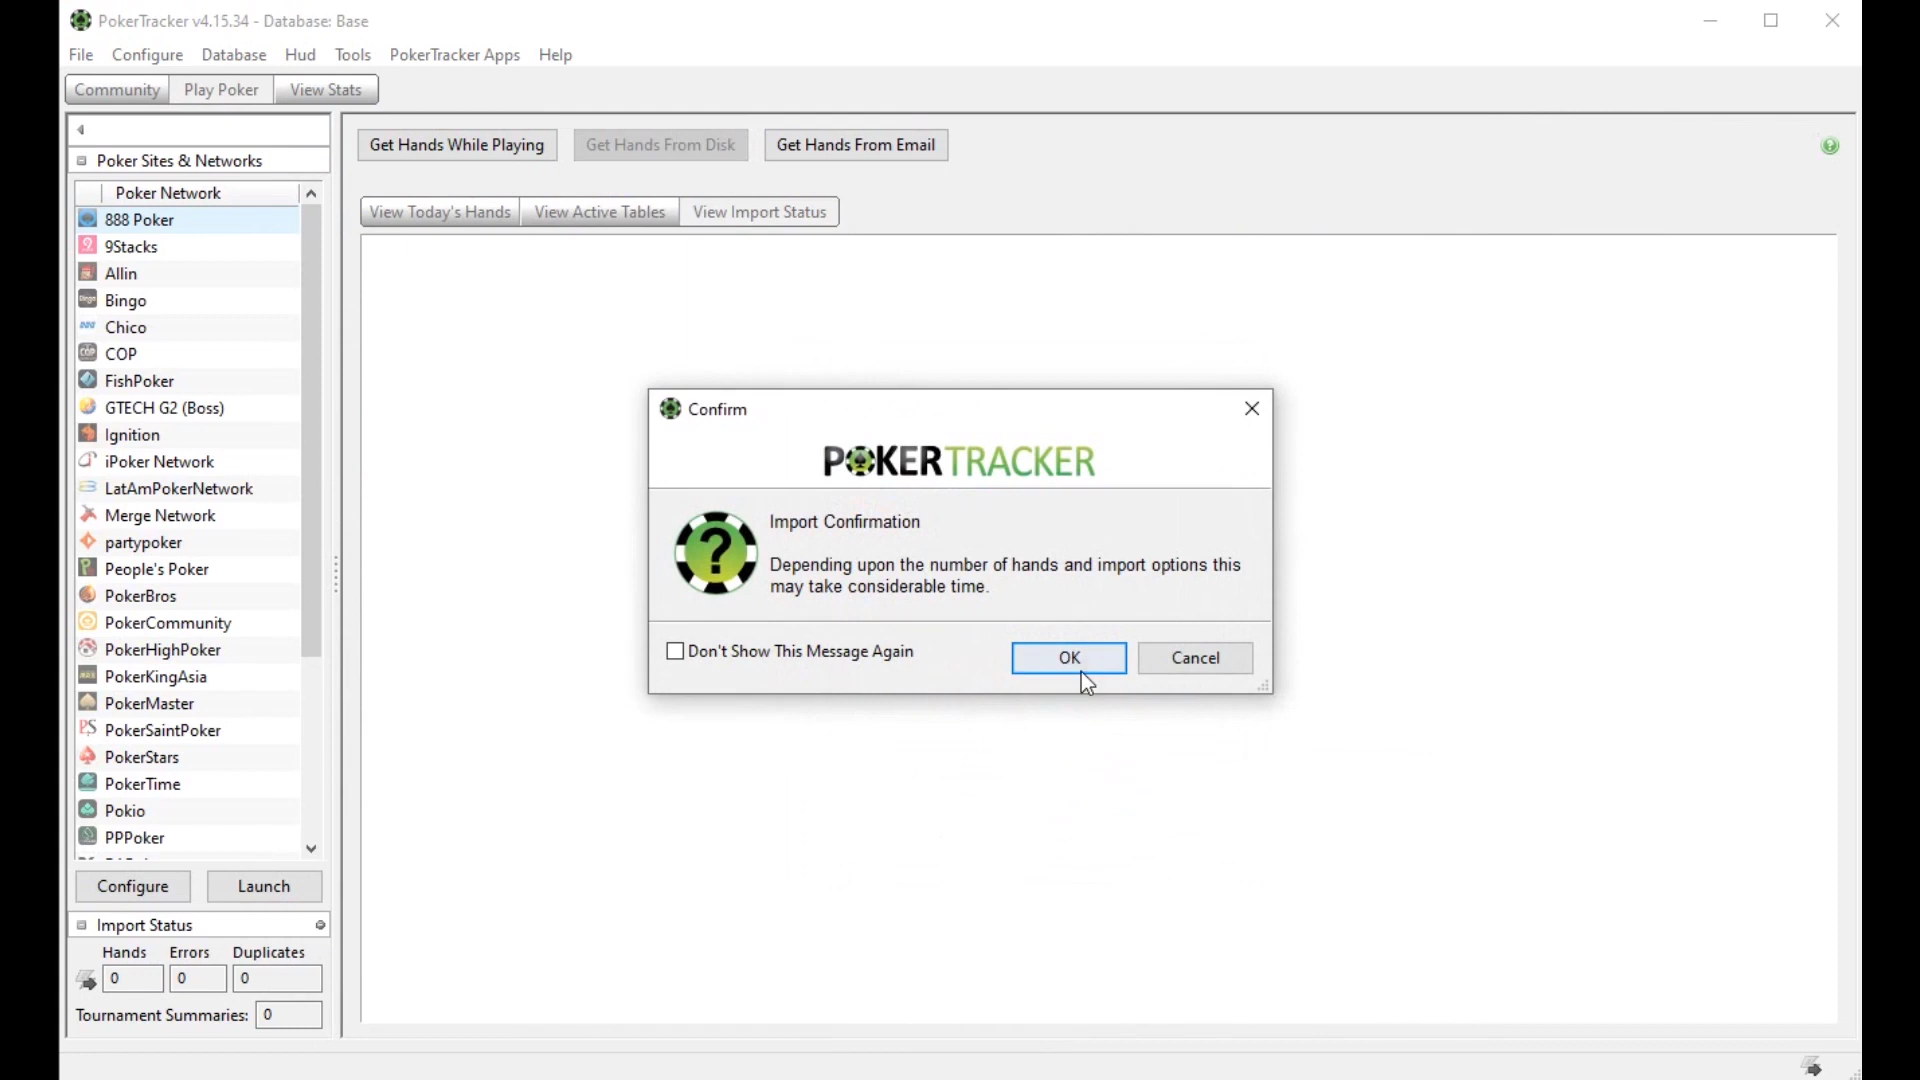 PokerTracker v4.15.34 - Database: Base
File Configure Database Hud Tools PokerTracker Apps Help
Community Play Poker View Stats
Get Hands While Playing Get Hands From Disk Get Hands From Email
Poker Sites & Networks
Poker Network
View Today's Hands View Active Tables View Import Status
888 Poker
9Stacks
Allin
Bingo
Chico
COP
FishPoker
GTECH G2 (Boss)
Ignition
iPoker Network
LatAmPokerNetwork
Merge Network
partypoker
People's Poker
PokerBros
PokerCommunity
PokerHighPoker
PokerKingAsia
PokerMaster
PokerSaintPoker
PokerStars
PokerTime
Pokio
PPPoker
Configure Launch
Import Status
Hands Errors Duplicates
0 0 0
Tournament Summaries: 0
Confirm
POKERTRACKER
Import Confirmation
Depending upon the number of hands and import options this
may take considerable time.
Don't Show This Message Again
OK Cancel